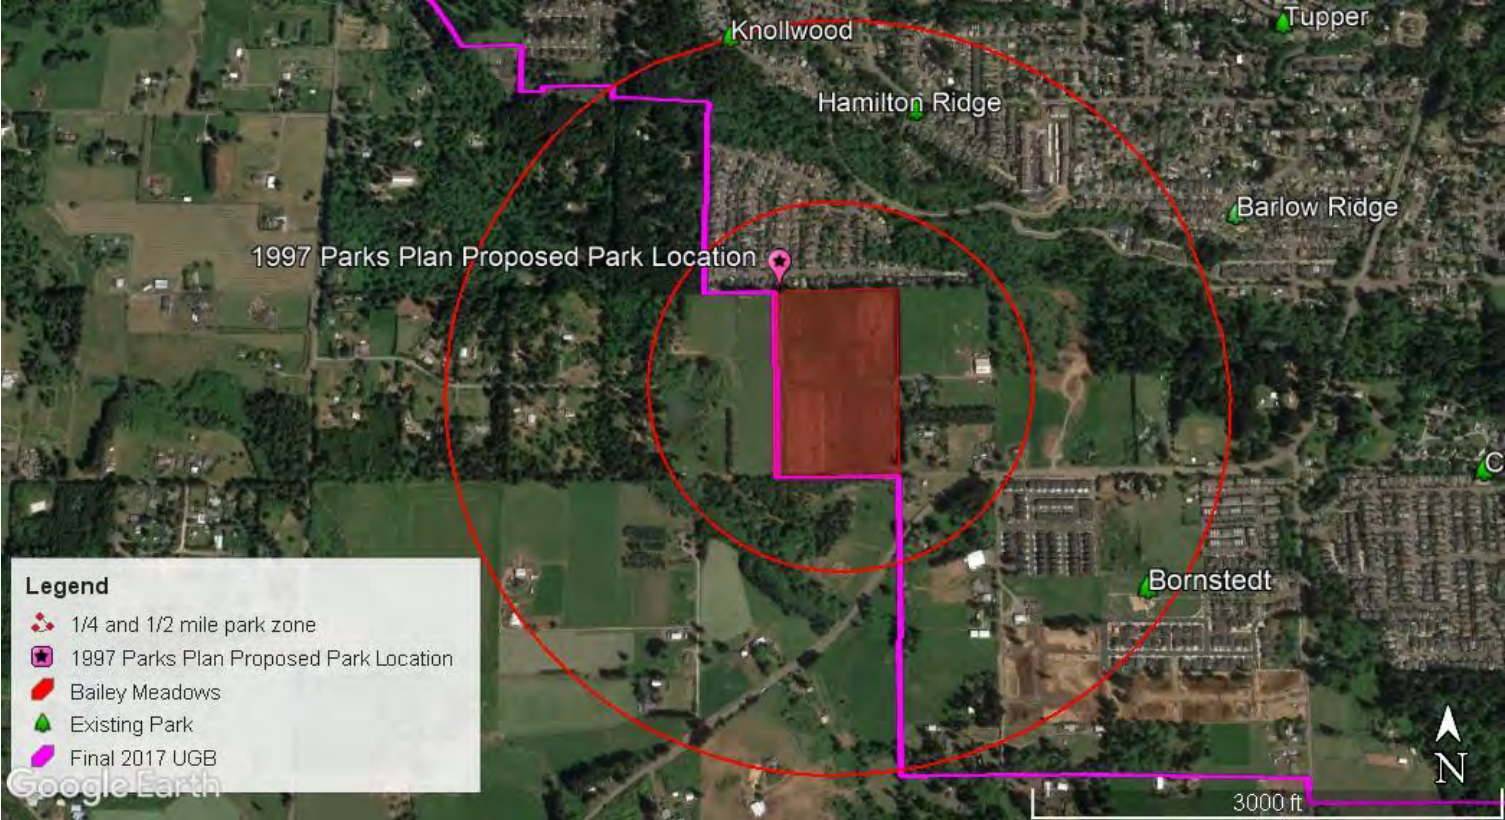 Tupper
Knollwood
Hamilton Ridge
Barlow Ridge
1997 Parks Plan Proposed Park Location
C
Bornstedt
Legend
1/4 and 1/2 mile park zone
1997 Parks Plan Proposed Park Location
Bailey Meadows
Existing Park
Final 2017 UGB
Google Earth
N
3000 ft